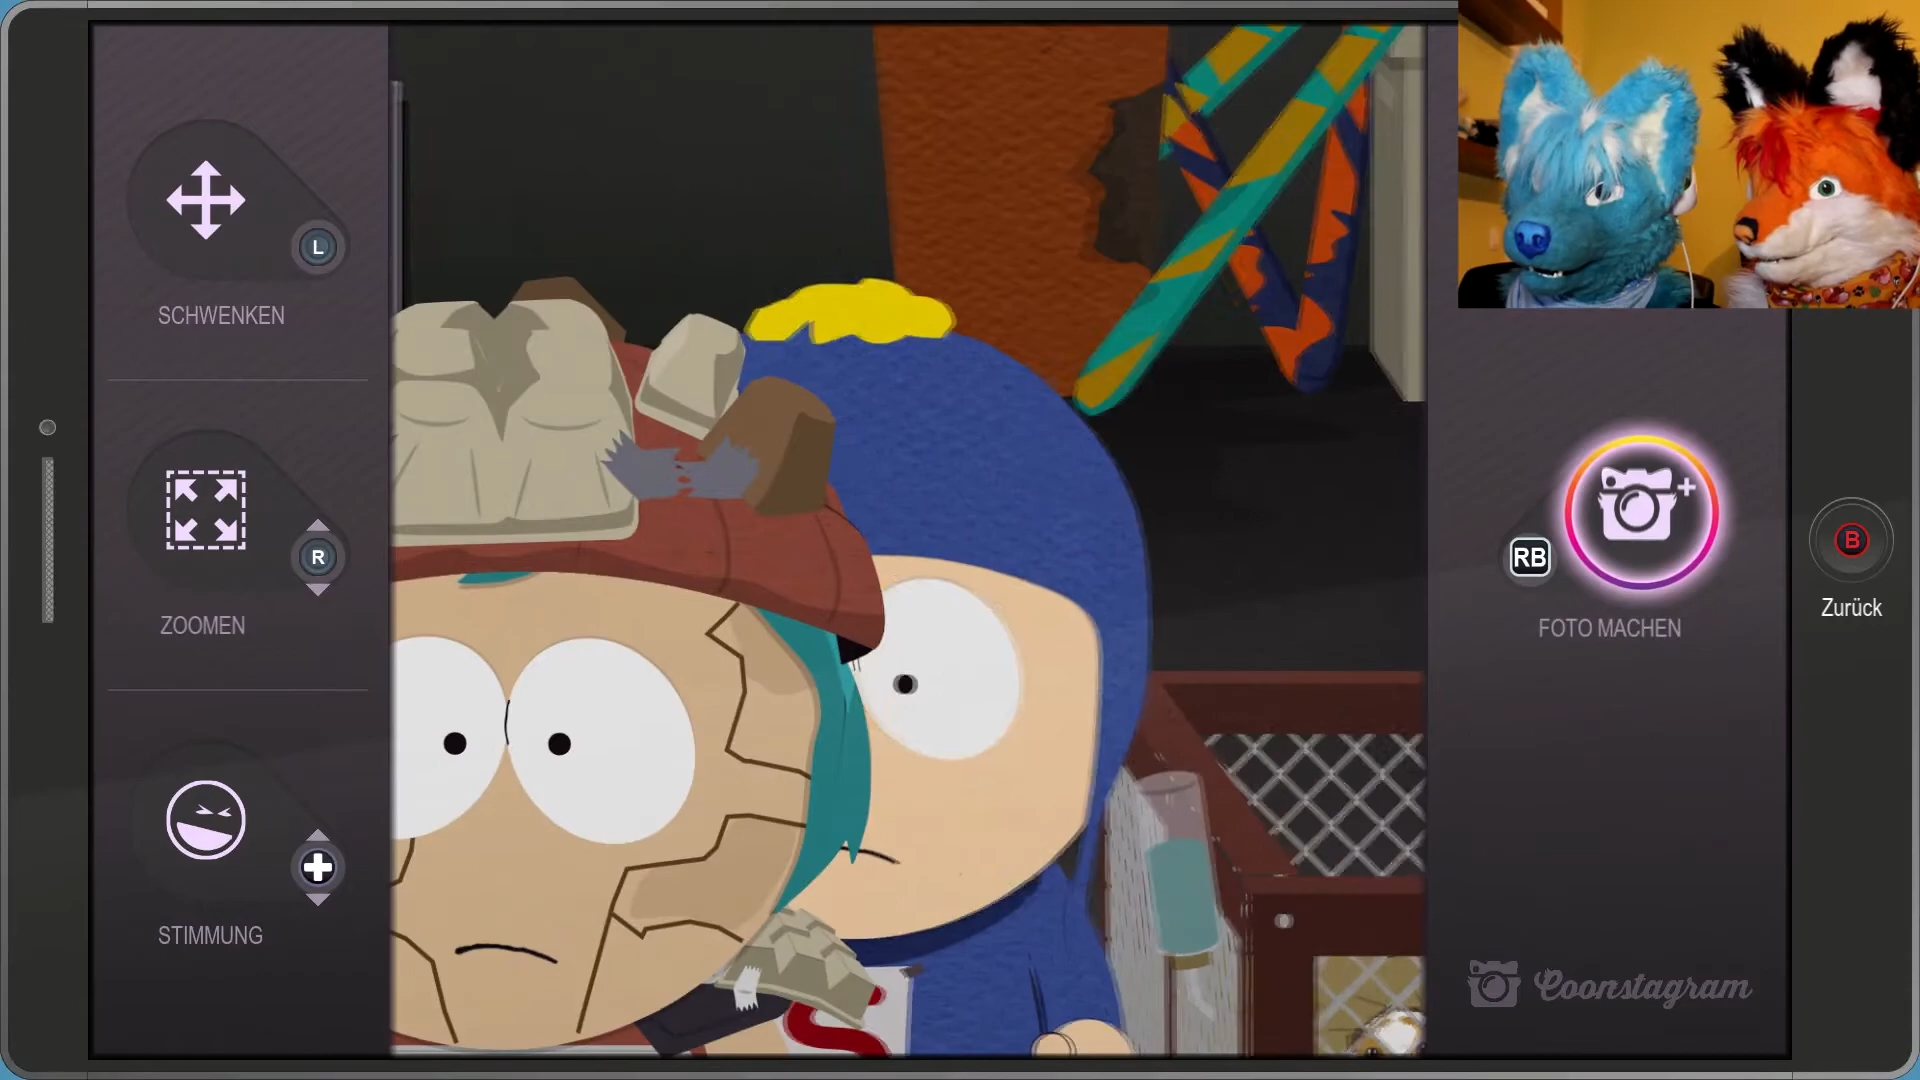 L
SCHWENKEN
R
ZOOMEN
STIMMUNG
RB
FOTO MACHEN
B
Zurück
Coonstagram